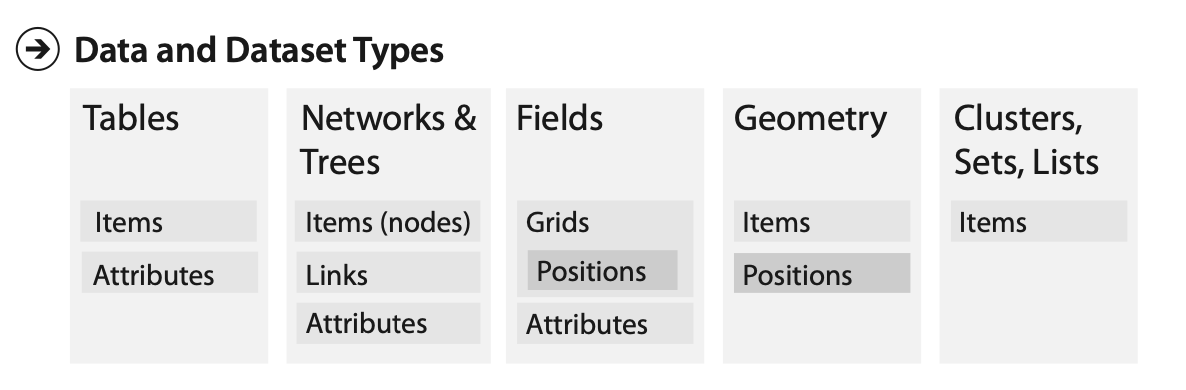 Data and Dataset Types
Tables
Items
Attributes
Networks &
Trees
Items (nodes)
Links
Attributes
Fields
Grids
Positions
Attributes
Geometry
Items
Positions
Clusters,
Sets, Lists
Items